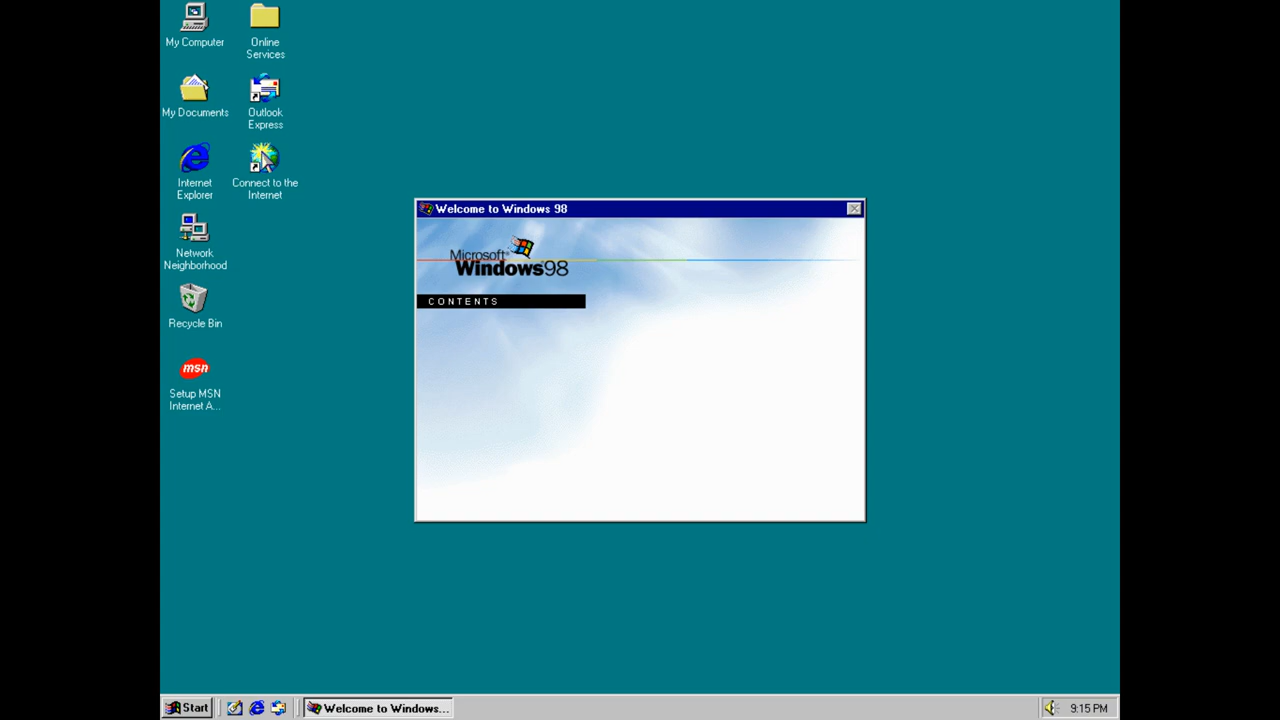 My Computer
Online
Services
My Documents
Outlook
Express
Internet
Explorer
Connect to the
Internet
Network
Neighborhood
Recycle Bin
msn
Setup MSN
Internet A...
Welcome to Windows 98
Microsoft®
Windows98
CONTENTS
Start
Welcome to Windows...
9:15 PM